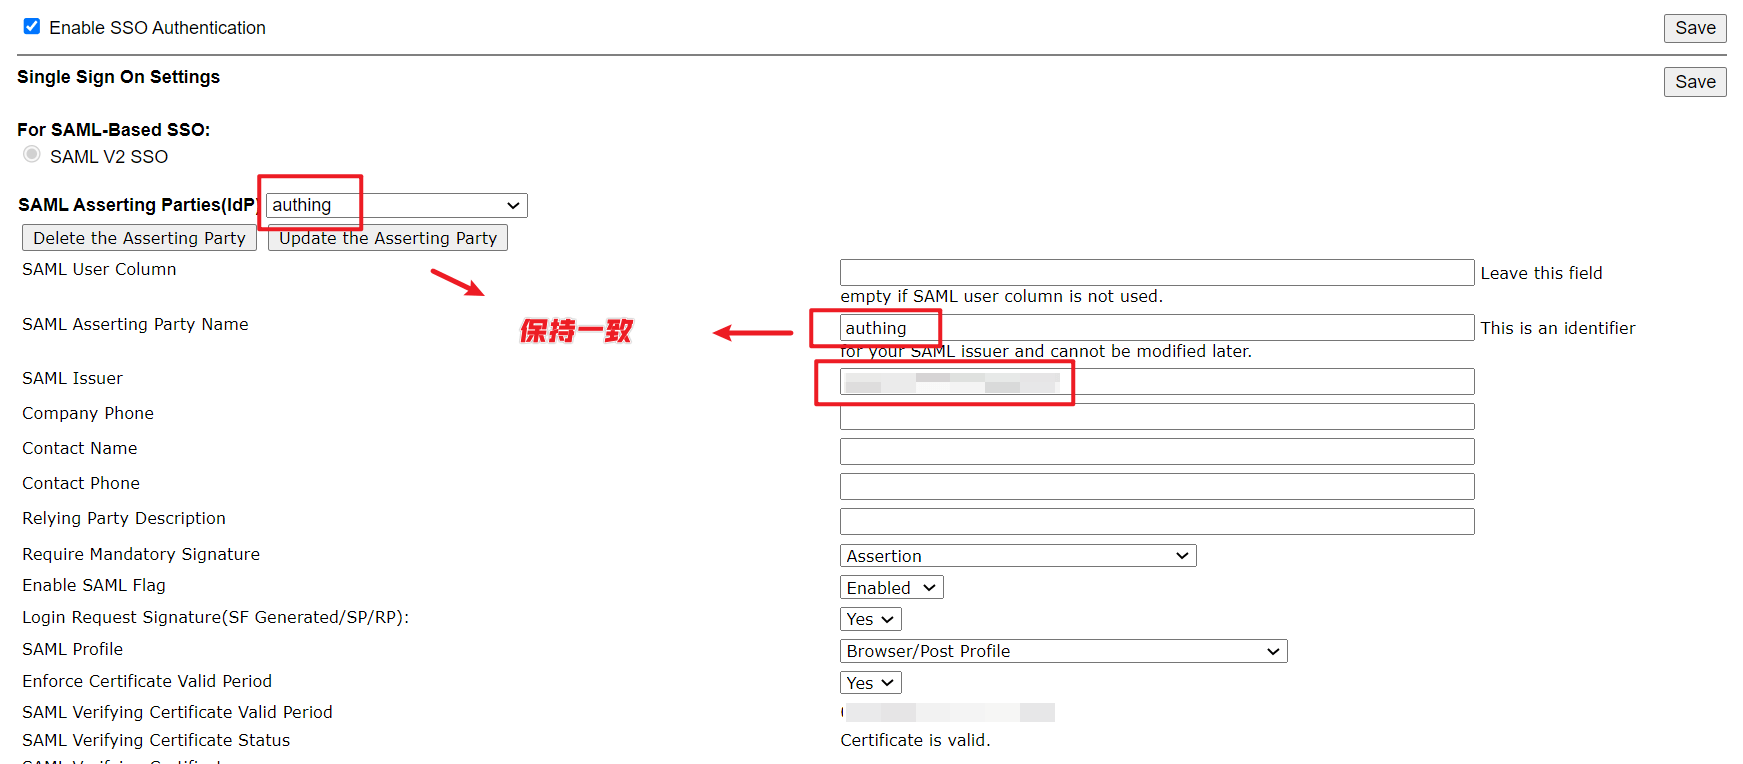 Enable SSO Authentication
Save
Single Sign On Settings
Save
For SAML-Based SSO:
SAML V2 SSO
SAML Asserting Parties(IdP)
authing
Delete the Asserting Party
Update the Asserting Party
SAML User Column
Leave this field
empty if SAML user column is not used.
保持一致
SAML Asserting Party Name
authing
This is an identifier
for your SAML issuer and cannot be modified later.
SAML Issuer
Company Phone
Contact Name
Contact Phone
Relying Party Description
Require Mandatory Signature
Assertion
Enable SAML Flag
Enabled
Login Request Signature(SF Generated/SP/RP):
Yes
SAML Profile
Browser/Post Profile
Enforce Certificate Valid Period
Yes
SAML Verifying Certificate Valid Period
SAML Verifying Certificate Status
Certificate is valid.